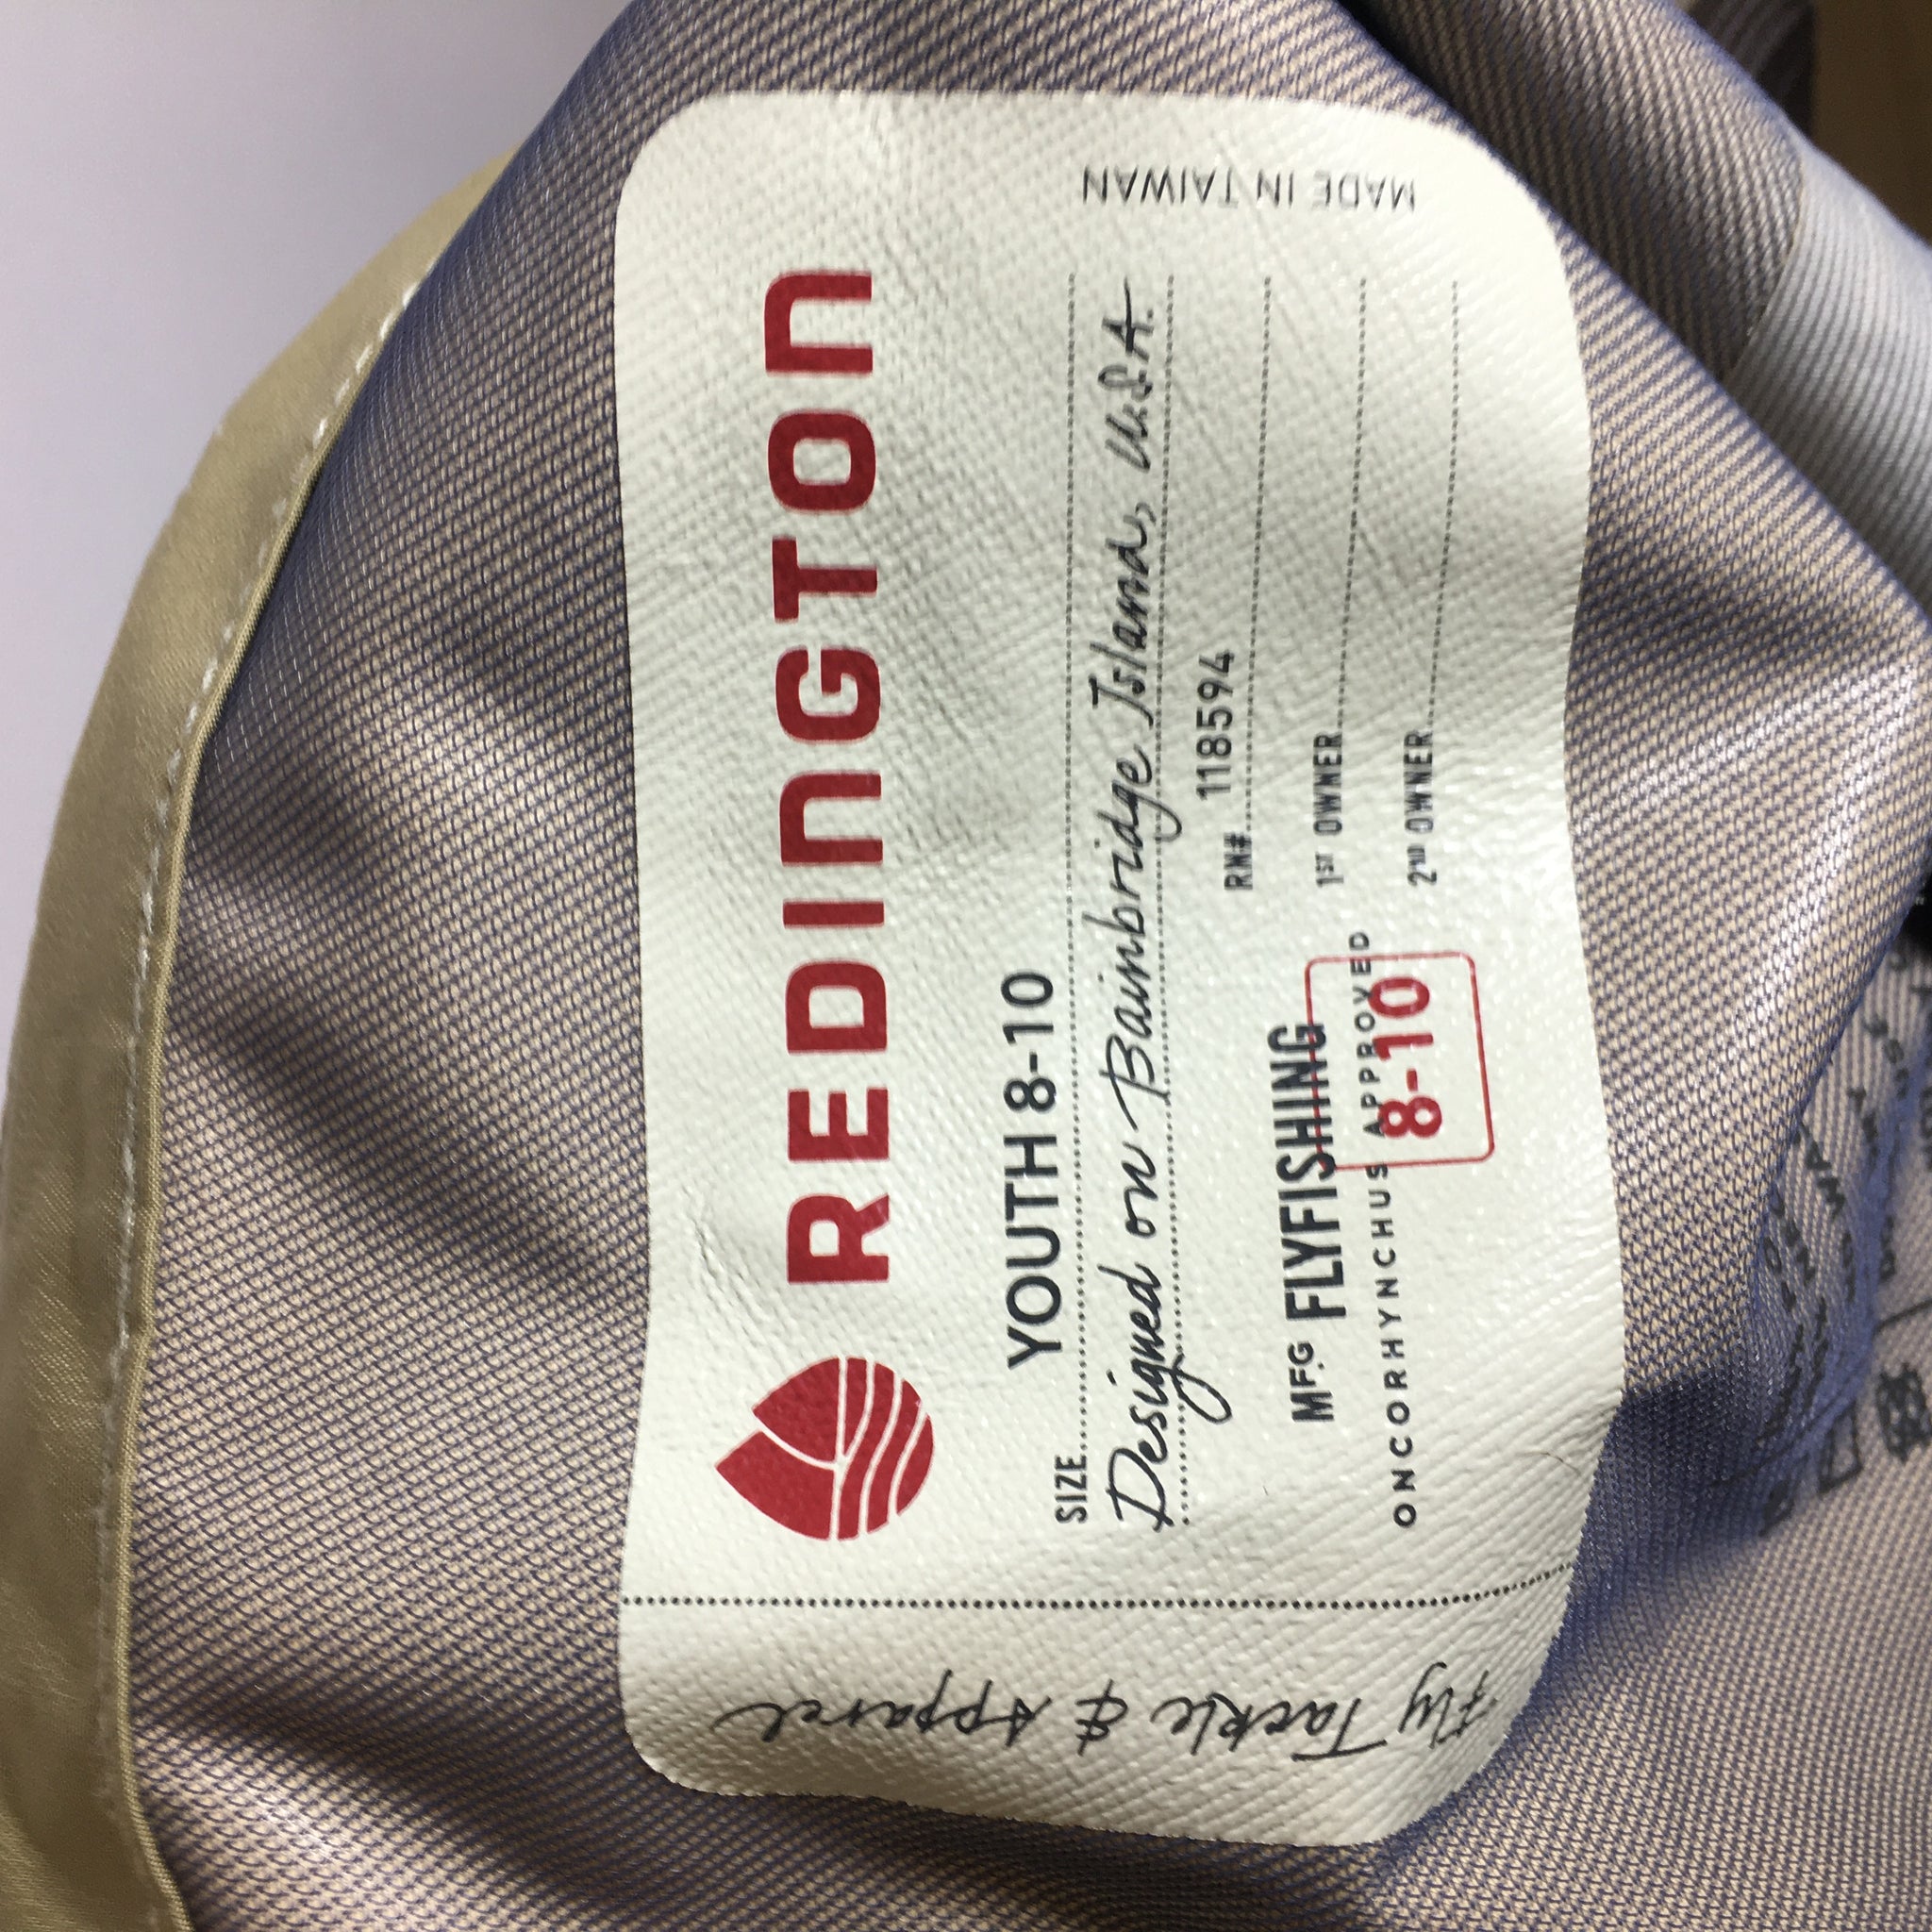 REDINGTON
SIZE YOUTH 8-10
Designed on Bainbridge Island, U.S.A.
RN# 118594
MFG FLYFISHING
1ST OWNER
ONCORHYNCHUS APPROVED
8-10
2ND OWNER
MADE IN TAIWAN
Fly Tackle & Apparel